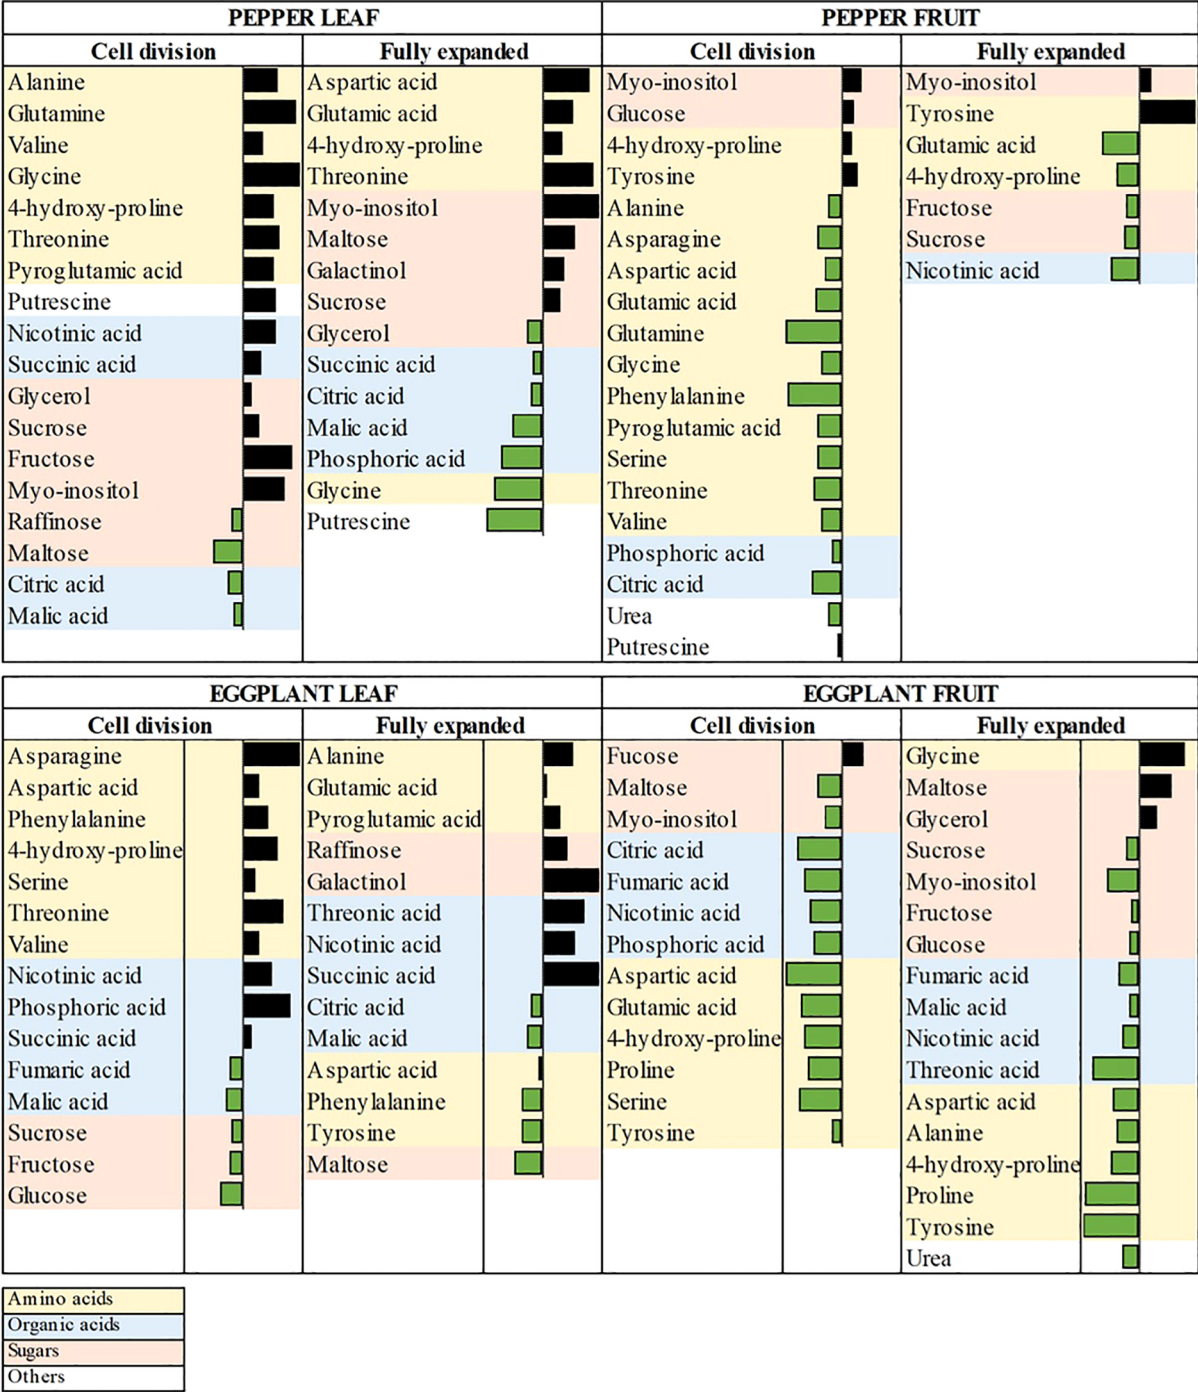 PEPPER LEAF
PEPPER FRUIT
Cell division
Fully expanded
Cell division
Fully expanded
Alanine
Glutamine
Valine
Glycine
4-hydroxy-proline
Threonine
Pyroglutamic acid
Putrescine
Nicotinic acid
Succinic acid
Glycerol
Sucrose
Fructose
Myo-inositol
Raffinose
Maltose
Citric acid
Malic acid
Aspartic acid
Glutamic acid
4-hydroxy-proline
Threonine
Myo-inositol
Maltose
Galactinol
Sucrose
Glycerol
Succinic acid
Citric acid
Malic acid
Phosphoric acid
Glycine
Putrescine
Myo-inositol
Glucose
4-hydroxy-proline
Tyrosine
Alanine
Asparagine
Aspartic acid
Glutamic acid
Glutamine
Glycine
Phenylalanine
Pyroglutamic acid
Serine
Threonine
Valine
Phosphoric acid
Citric acid
Urea
Putrescine
Myo-inositol
Tyrosine
Glutamic acid
4-hydroxy-proline
Fructose
Sucrose
Nicotinic acid
EGGPLANT LEAF
EGGPLANT FRUIT
Cell division
Fully expanded
Cell division
Fully expanded
Asparagine
Aspartic acid
Phenylalanine
4-hydroxy-proline
Serine
Threonine
Valine
Nicotinic acid
Phosphoric acid
Succinic acid
Fumaric acid
Malic acid
Sucrose
Fructose
Glucose
Alanine
Glutamic acid
Pyroglutamic acid
Raffinose
Galactinol
Threonic acid
Nicotinic acid
Succinic acid
Citric acid
Malic acid
Aspartic acid
Phenylalanine
Tyrosine
Maltose
Fucose
Maltose
Myo-inositol
Citric acid
Fumaric acid
Nicotinic acid
Phosphoric acid
Aspartic acid
Glutamic acid
4-hydroxy-proline
Proline
Serine
Tyrosine
Glycine
Maltose
Glycerol
Sucrose
Myo-inositol
Fructose
Glucose
Fumaric acid
Malic acid
Nicotinic acid
Threonic acid
Aspartic acid
Alanine
4-hydroxy-proline
Proline
Tyrosine
Urea
Amino acids
Organic acids
Sugars
Others